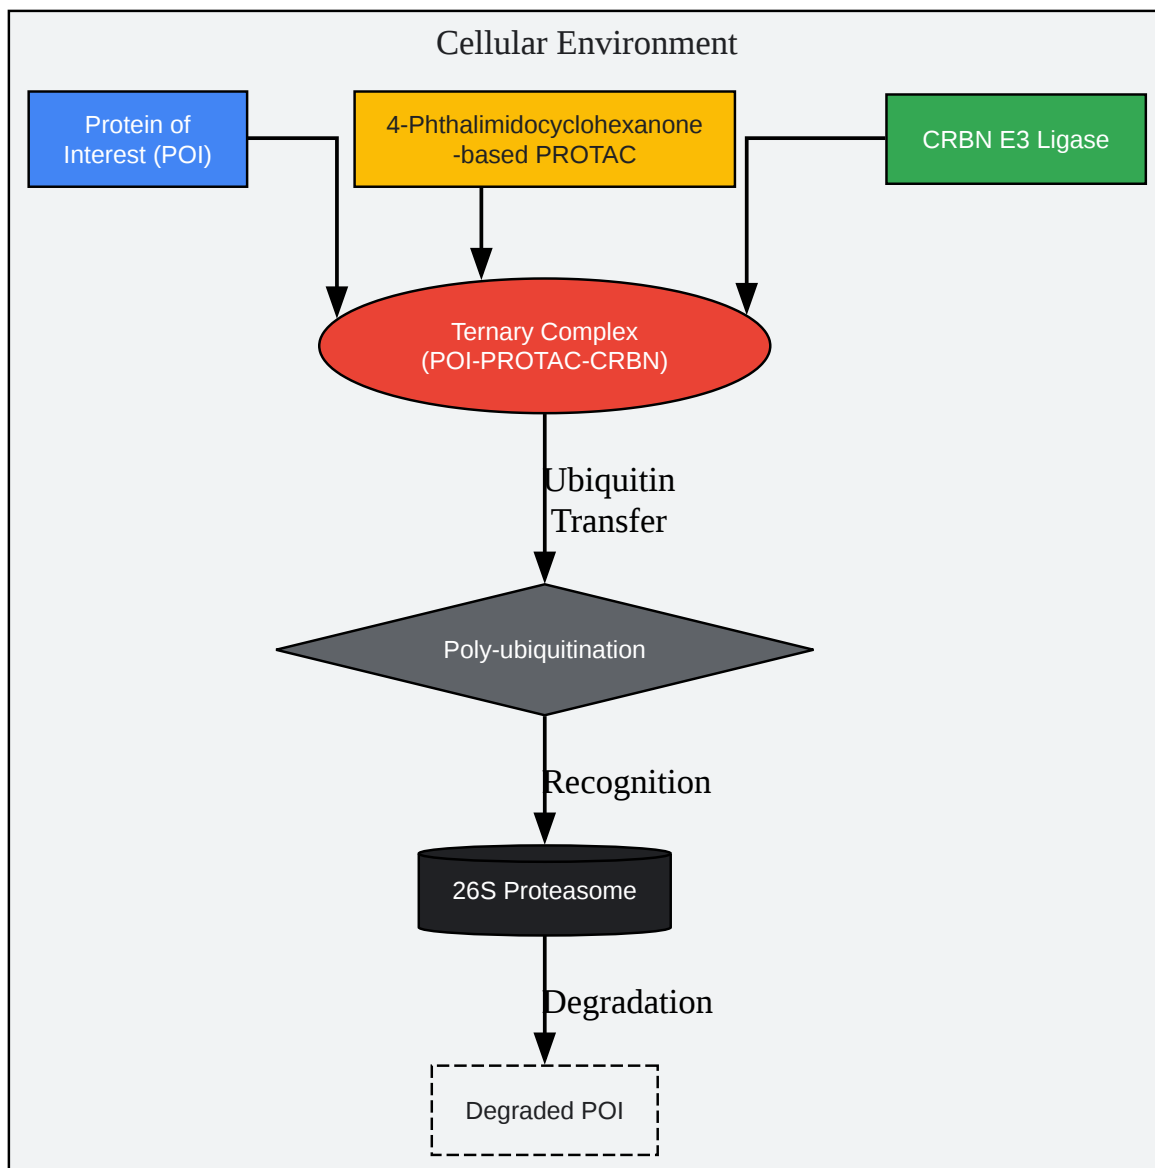 Cellular Environment
Protein of
Interest (POI)
4-Phthalimidocyclohexanone
-based PROTAC
CRBN E3 Ligase
Ternary Complex
(POI-PROTAC-CRBN)
Ubiquitin
Transfer
Poly-ubiquitination
Recognition
26S Proteasome
Degradation
Degraded POI